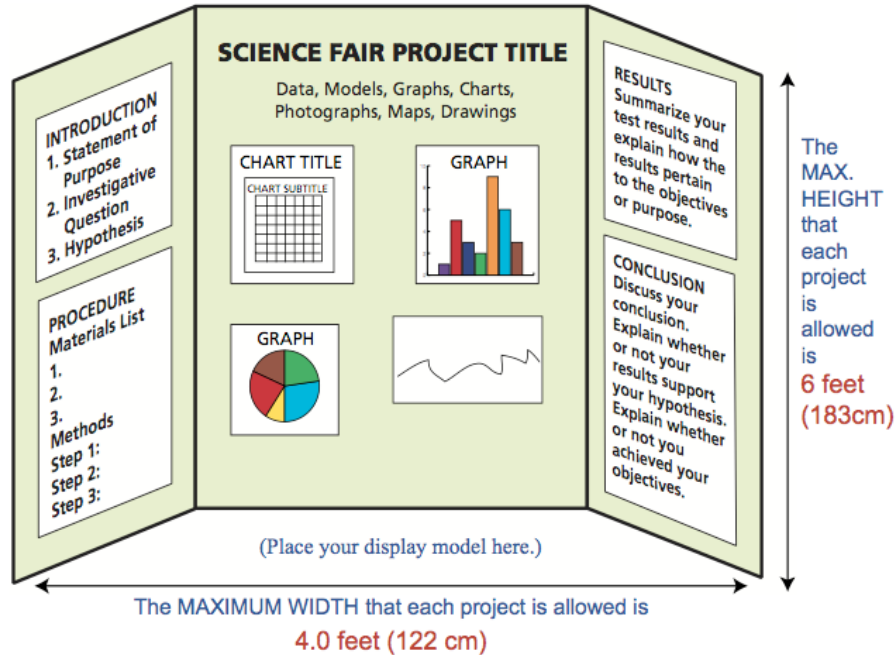 SCIENCE FAIR PROJECT TITLE
Data, Models, Graphs, Charts,
Photographs, Maps, Drawings
INTRODUCTION
1. Statement of
Purpose
2. Investigative
Question
3. Hypothesis
PROCEDURE
Materials List
1.
2.
3.
Methods
Step 1:
Step 2:
Step 3:
CHART TITLE
CHART SUBTITLE
GRAPH
GRAPH
RESULTS
Summarize your
test results and
explain how the
results pertain
to the objectives
or purpose.
CONCLUSION
Discuss your
conclusion.
Explain whether
or not your
results support
your hypothesis.
Explain whether
or not you
achieved your
objectives.
The
MAX.
HEIGHT
that
each
project
is
allowed
is
6 feet
(183cm)
(Place your display model here.)
The MAXIMUM WIDTH that each project is allowed is
4.0 feet (122 cm)